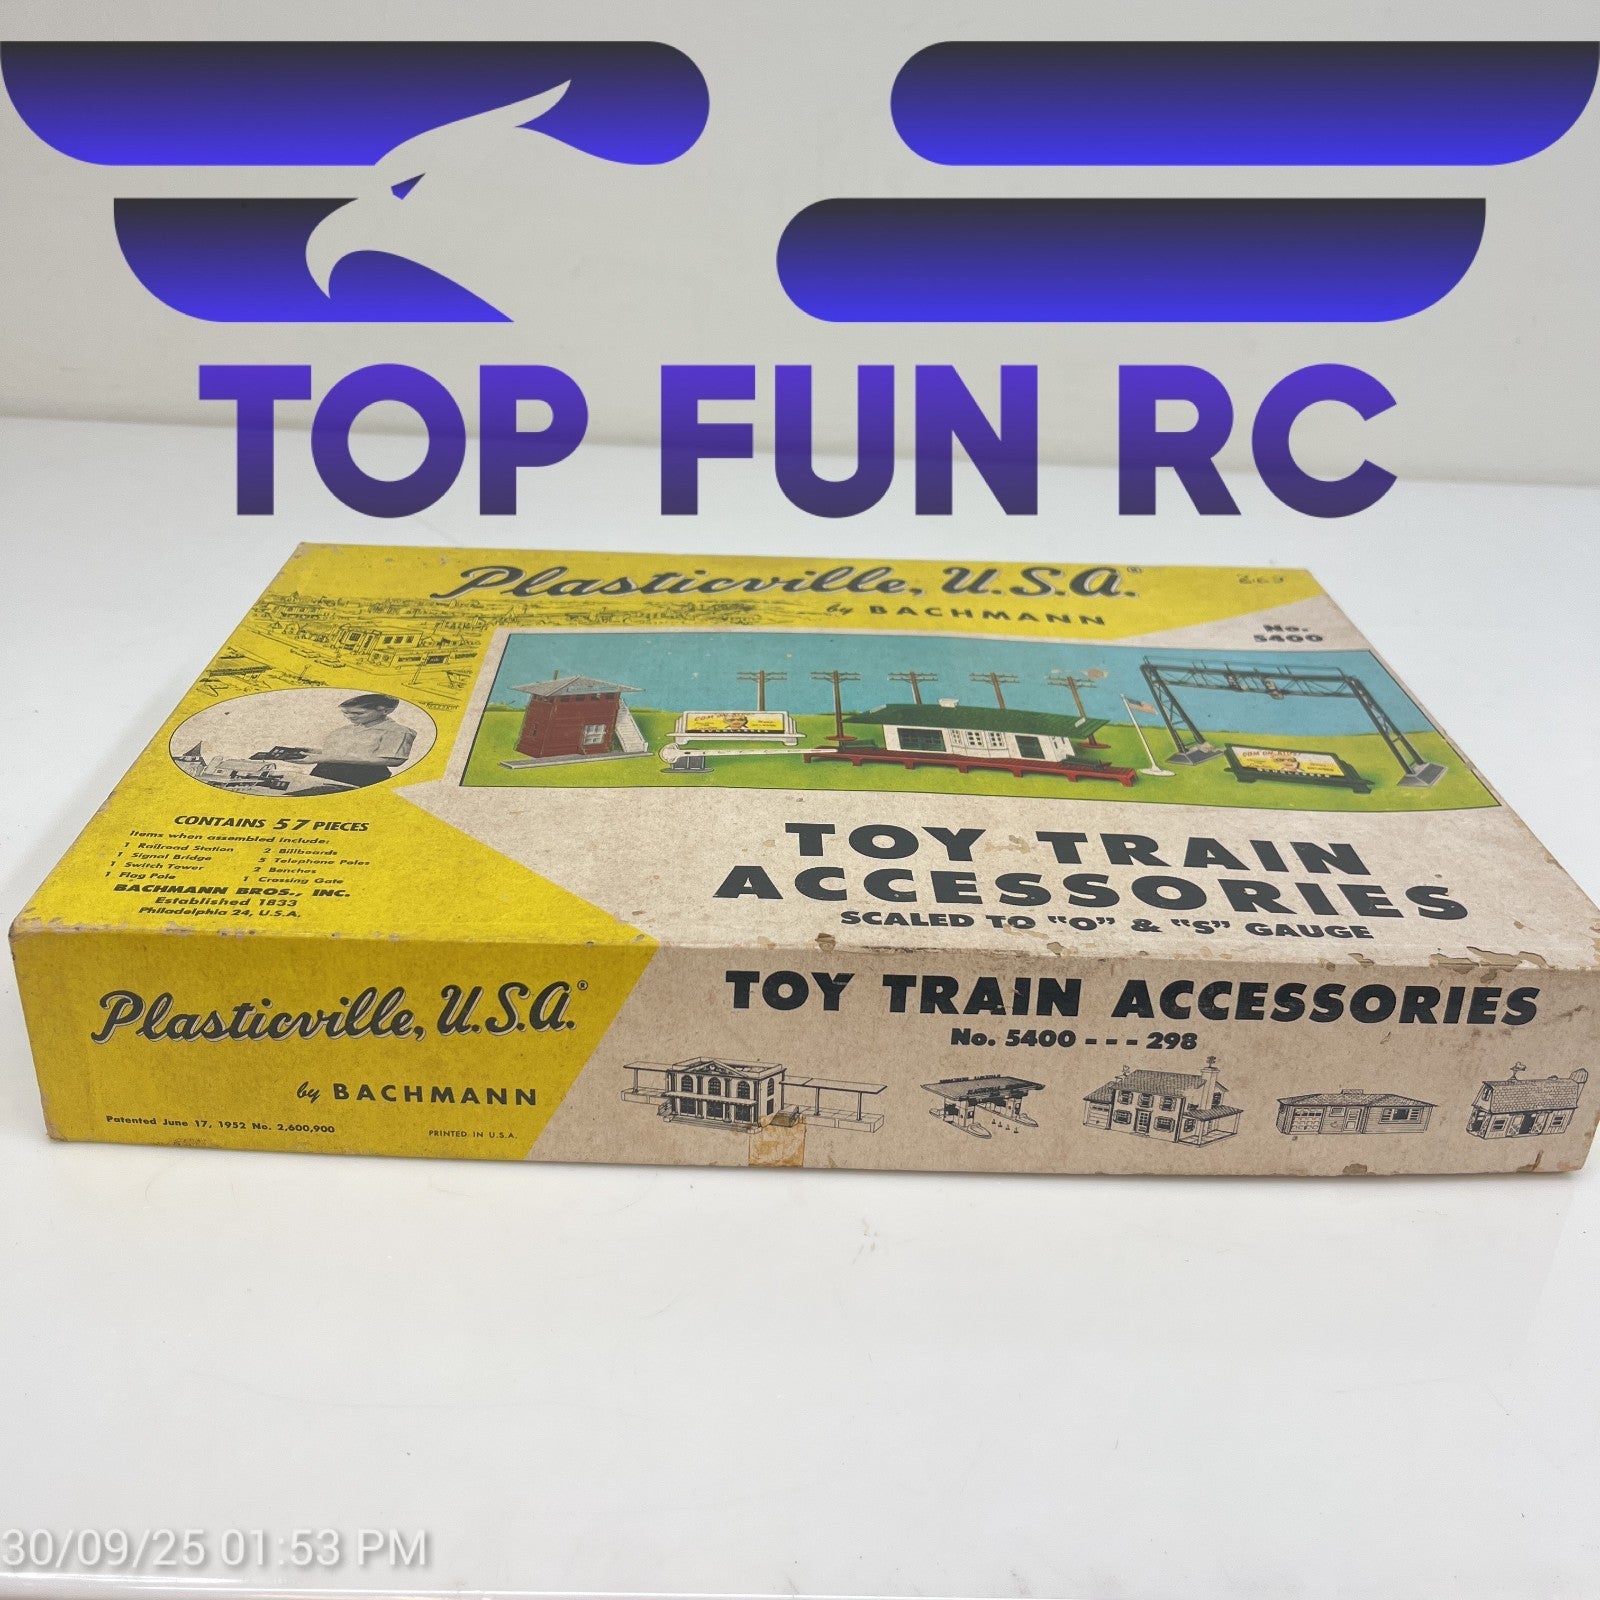 TOP FUN RC
Plasticville, U.S.A.®
by BACHMANN
No.
5400
CONTAINS 57 PIECES
Items when assembled include:
1 Railroad Station 2 Billboards
1 Signal Bridge 5 Telephone Poles
1 Switch Tower 2 Benches
1 Flag Pole 1 Crossing Gate
BACHMANN BROS., INC.
Established 1833
Philadelphia 24, U.S.A.
TOY TRAIN
ACCESSORIES
SCALED TO "O" & "S" GAUGE
Plasticville, U.S.A.®
by BACHMANN
Patented June 17, 1952 No. 2,600,900
PRINTED IN U.S.A.
TOY TRAIN ACCESSORIES
No. 5400 - - - 298
30/09/25 01:53 PM